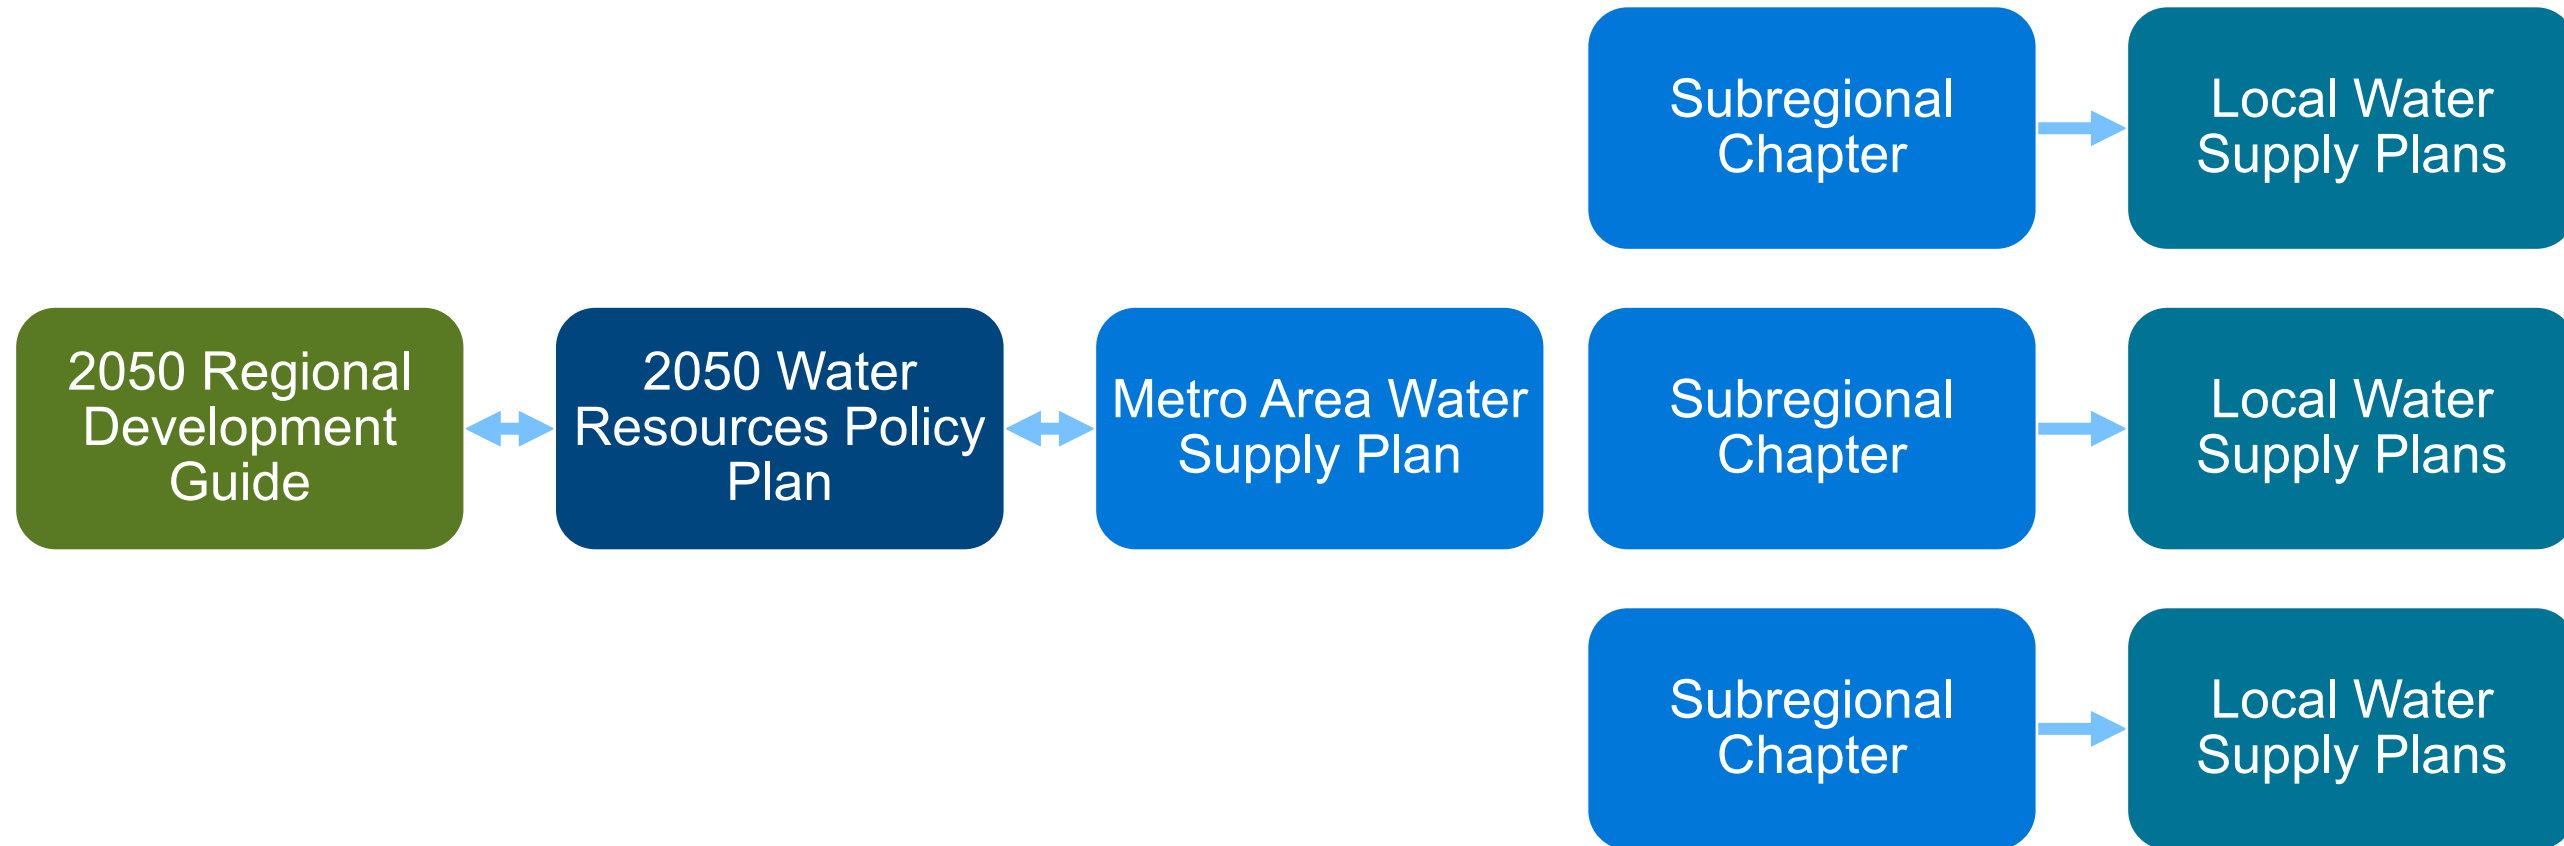 Subregional
Chapter
Local Water
Supply Plans
2050 Regional
Development
Guide
2050 Water
Resources Policy
Plan
Metro Area Water
Supply Plan
Subregional
Chapter
Local Water
Supply Plans
Subregional
Chapter
Local Water
Supply Plans